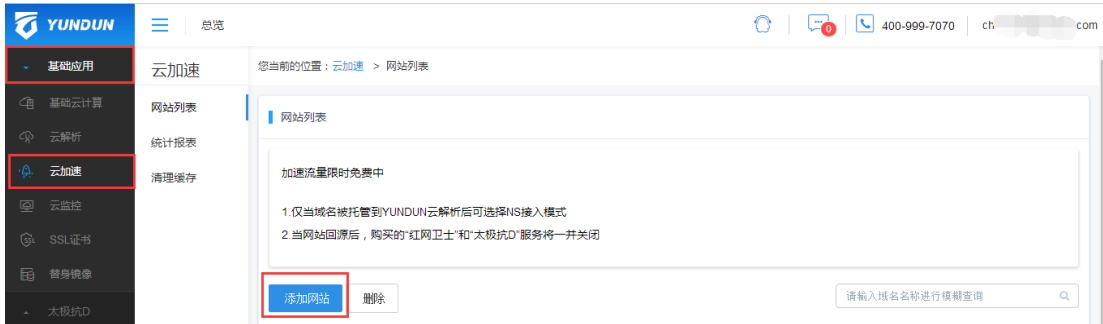 YUNDUN
总览
0
400-999-7070
ch
com
基础应用
基础云计算
云解析
云加速
云监控
SSL
SSL证书
替身镜像
太极抗D
云加速
网站列表
统计报表
清理缓存
您当前的位置：云加速 > 网站列表
网站列表
加速流量限时免费中
1.仅当域名被托管到YUNDUN云解析后可选择NS接入模式
2.当网站回源后，购买的“红网卫士”和“太极抗D”服务将一并关闭
添加网站
删除
请输入域名名称进行模糊查询